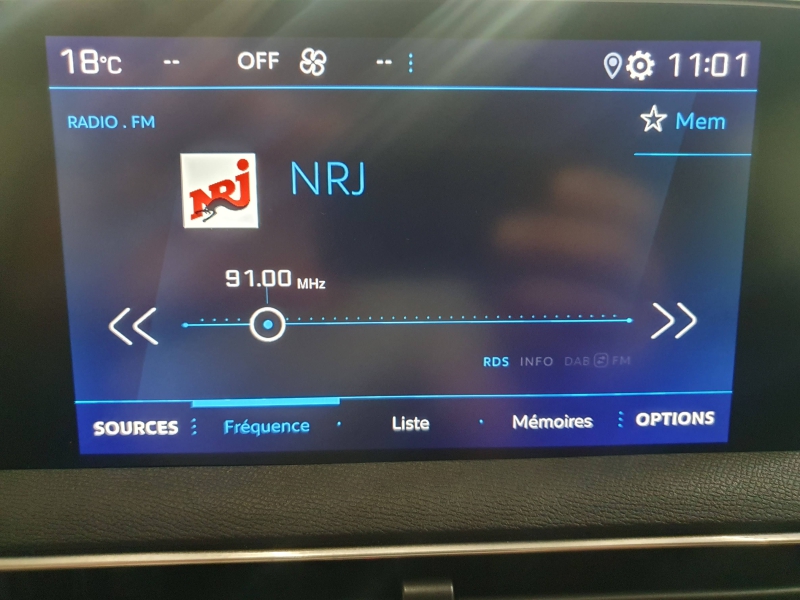 18°C -- OFF -- 11:01
RADIO . FM
Mem
NRJ NRJ
91.00 MHz
RDS INFO DAB FM
SOURCES Fréquence Liste Mémoires OPTIONS